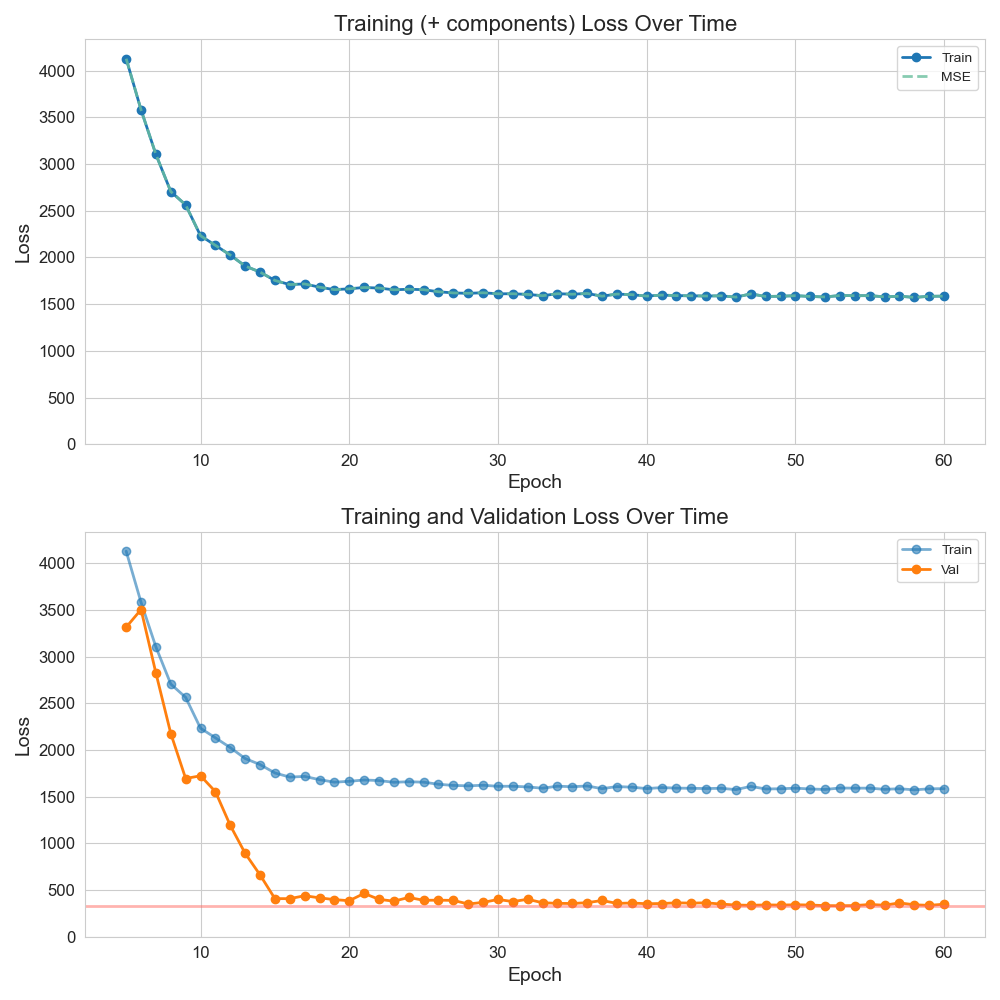 Training (+ components) Loss Over Time
Train
MSE
4000
3500
3000
2500
2000
1500
1000
500
0
Loss
10 20 30 40 50 60
Epoch
Training and Validation Loss Over Time
Train
Val
4000
3500
3000
2500
2000
1500
1000
500
0
Loss
10 20 30 40 50 60
Epoch